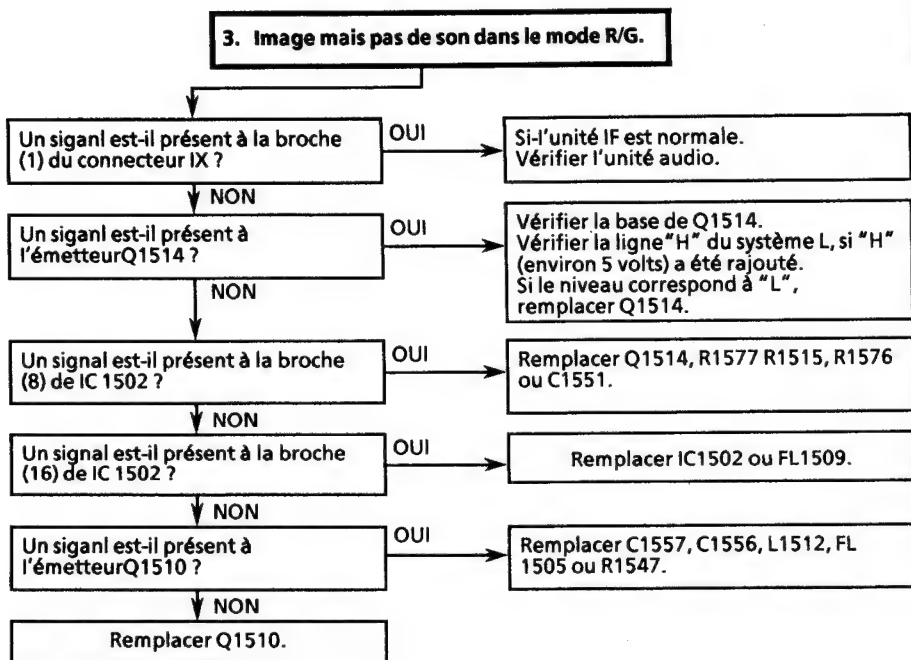 3. Image mais pas de son dans le mode R/G.
Un siganl est-il présent à la broche
(1) du connecteur IX ?
OUI
Si-l'unité IF est normale.
Vérifier l'unité audio.
NON
Un siganl est-il présent à
l'émetteurQ1514 ?
OUI
Vérifier la base de Q1514.
Vérifier la ligne"H" du système L, si "H"
(environ 5 volts) a été rajouté.
Si le niveau correspond à "L",
remplacer Q1514.
NON
Un signal est-il présent à la broche
(8) de IC 1502 ?
OUI
Remplacer Q1514, R1577 R1515, R1576
ou C1551.
NON
Un signal est-il présent à la broche
(16) de IC 1502 ?
OUI
Remplacer IC1502 ou FL1509.
NON
Un siganl est-il présent à
l'émetteurQ1510 ?
OUI
Remplacer C1557, C1556, L1512, FL
1505 ou R1547.
NON
Remplacer Q1510.